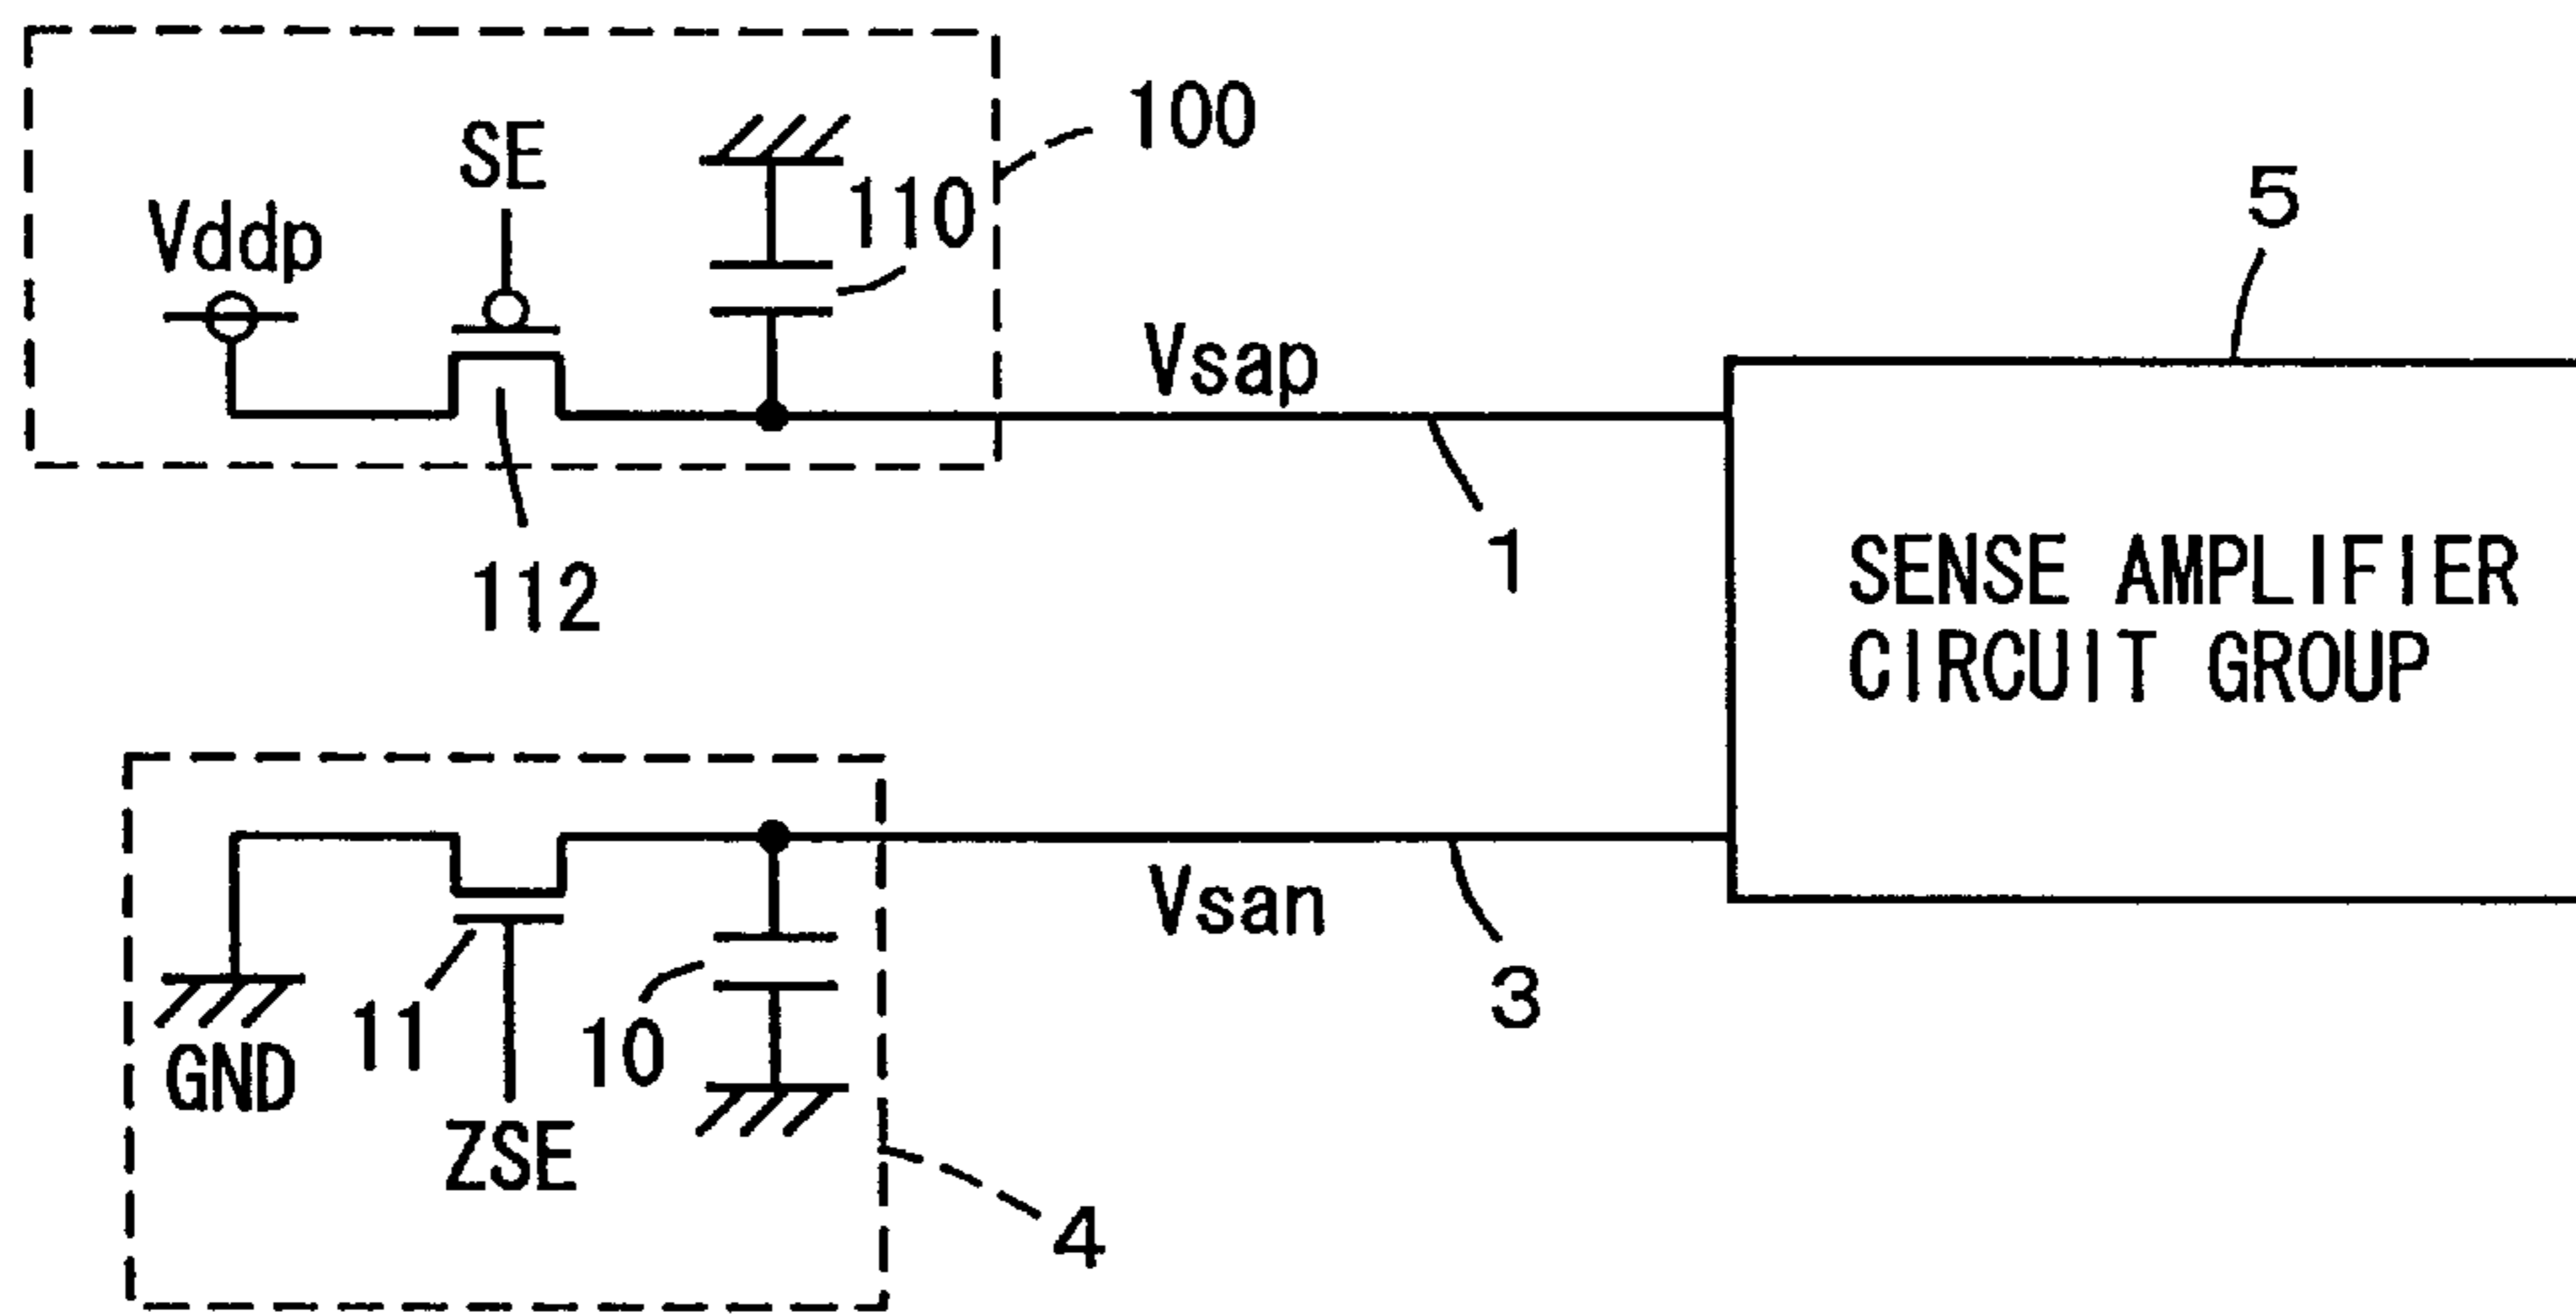 100
SE
110
5
Vddp
Vsap
1
112
SENSE AMPLIFIER
CIRCUIT GROUP
Vsan
3
11
10
GND
ZSE
4